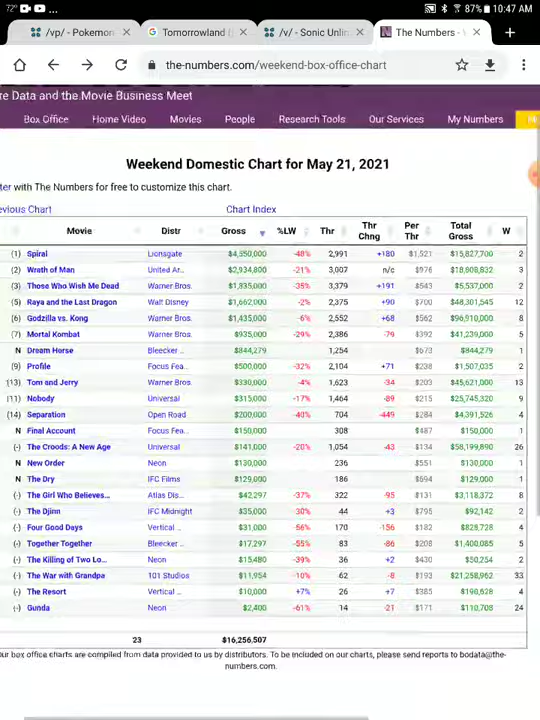 72° 87% 10:47 AM
/vp/ - Pokemon Tomorrowland /v/ - Sonic Unlim The Numbers -
the-numbers.com/weekend-box-office-chart
re Data and the Movie Business Meet
Box Office Home Video Movies People Research Tools Our Services My Numbers
Weekend Domestic Chart for May 21, 2021
ter with The Numbers for free to customize this chart.
evious Chart Chart Index
Movie Distr Gross %LW Thr Thr Chng Per Thr Total Gross W
(1) Spiral Lionsgate $4,350,000 -48% 2,991 +180 $1,521 $15,827,700 2
(2) Wrath of Man United Ar... $2,934,800 -21% 3,007 n/c $976 $18,808,832 3
(3) Those Who Wish Me Dead Warner Bros. $1,835,000 -35% 3,379 +191 $543 $5,537,000 2
(5) Raya and the Last Dragon Walt Disney $1,662,000 -2% 2,375 +90 $700 $48,301,545 12
(6) Godzilla vs. Kong Warner Bros. $1,435,000 -6% 2,552 +68 $562 $96,910,000 8
(7) Mortal Kombat Warner Bros. $935,000 -29% 2,386 -79 $392 $41,239,000 5
N Dream Horse Bleecker ... $844,279 1,254 $673 $844,279 1
(9) Profile Focus Fea... $500,000 -32% 2,104 +71 $238 $1,507,035 2
(13) Tom and Jerry Warner Bros. $330,000 -4% 1,623 -34 $203 $45,621,000 13
(11) Nobody Universal $315,000 -17% 1,464 -89 $215 $25,745,320 9
(14) Separation Open Road $200,000 -40% 704 -449 $284 $4,391,526 4
N Final Account Focus Fea... $150,000 308 $487 $150,000 1
(-) The Croods: A New Age Universal $141,000 -20% 1,054 -43 $134 $58,199,890 26
N New Order Neon $130,000 236 $551 $130,000 1
N The Dry IFC Films $129,000 186 $694 $129,000 1
(-) The Girl Who Believes... Atlas Dis... $42,297 -37% 322 -95 $131 $3,118,372 8
(-) The Djinn IFC Midnight $35,000 -30% 44 +3 $795 $92,142 2
(-) Four Good Days Vertical ... $31,000 -56% 170 -156 $182 $828,728 4
(-) Together Together Bleecker ... $17,297 -55% 83 -86 $208 $1,400,085 5
(-) The Killing of Two Lo... Neon $15,480 -39% 36 +2 $430 $50,254 2
(-) The War with Grandpa 101 Studios $11,954 -10% 62 -8 $193 $21,258,962 33
(-) The Resort Vertical ... $10,000 +7% 26 +7 $385 $190,628 4
(-) Gunda Neon $2,400 -61% 14 -21 $171 $110,708 24
23 $16,256,507
ur box office charts are compiled from data provided to us by distributors. To be included on our charts, please send reports to bodata@the-
numbers.com.